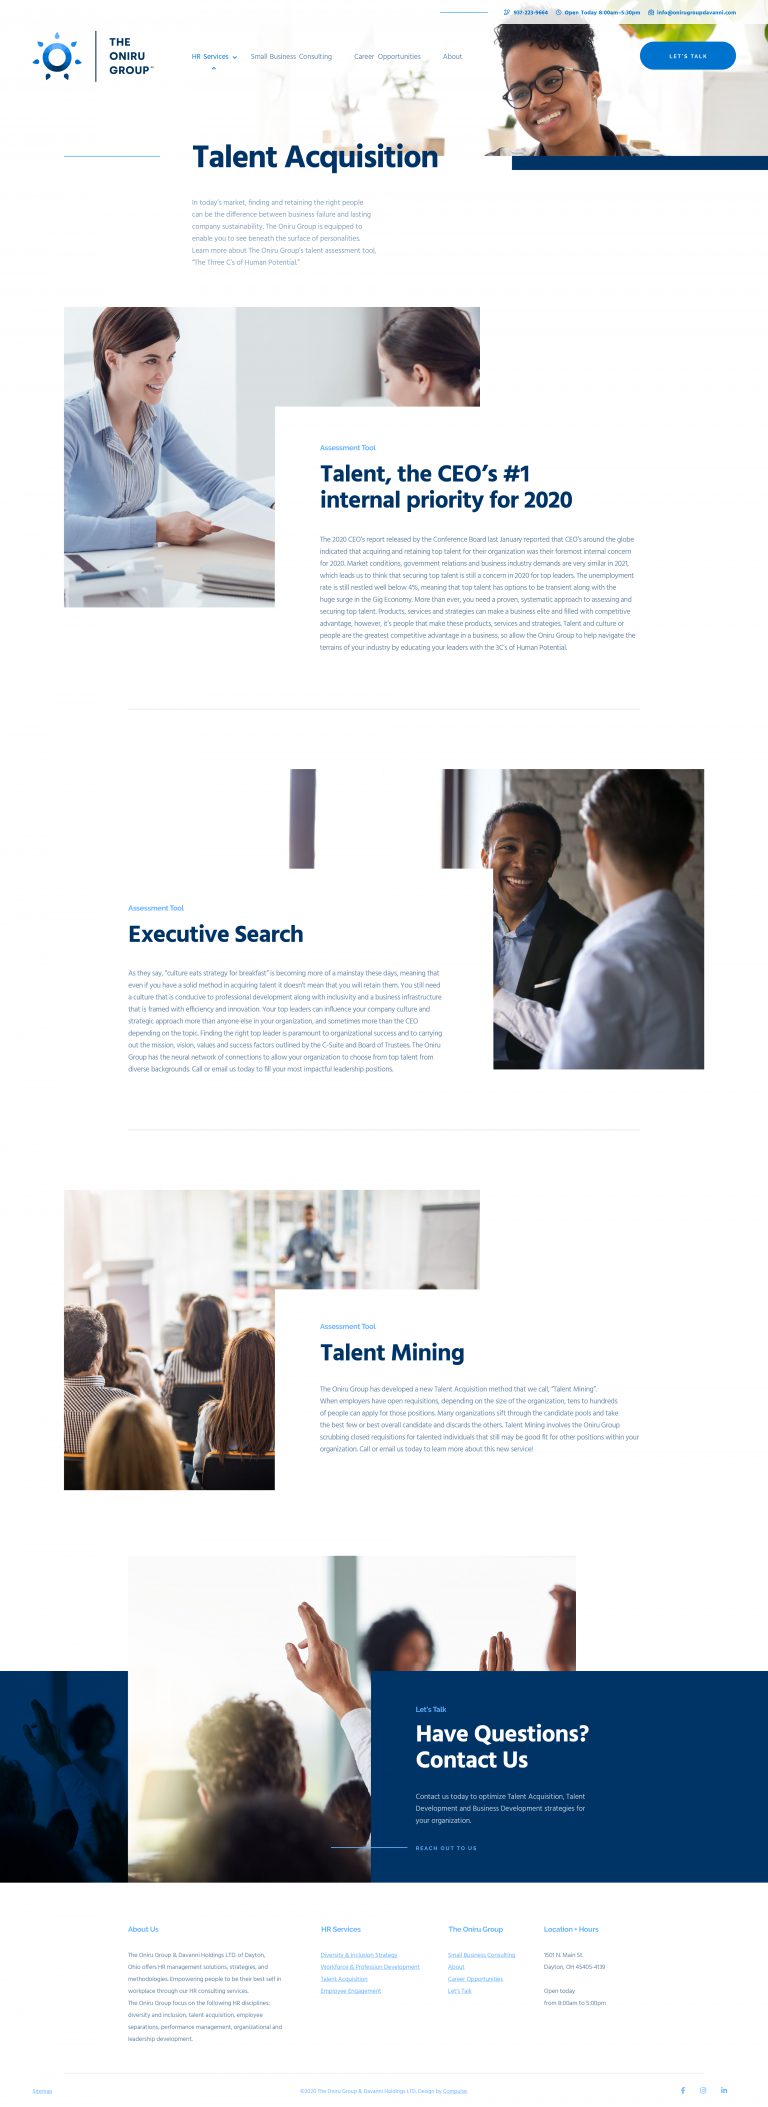 937-223-9664 Open Today 8:00am-5:30pm info@onirugroupdavanni.com
THE
ONIRU
GROUP
HR Services Small Business Consulting Career Opportunities About
LET'S TALK
Talent Acquisition
In today's market, finding and retaining the right people
can be the difference between business failure and lasting
company sustainability. The Oniru Group is equipped to
enable you to see beneath the surface of personalities.
Learn more about The Oniru Group's talent assessment tool,
"The Three C's of Human Potential."
Assessment Tool
Talent, the CEO's #1
internal priority for 2020
The 2020 CEO's report released by the Conference Board last January reported that CEO's around the globe
indicated that acquiring and retaining top talent for their organization was their foremost internal concern
for 2020. Market conditions, government relations and business industry demands are very similar in 2021,
which leads us to think that securing top talent is still a concern in 2020 for top leaders. The unemployment
rate is still nestled well below 4%, meaning that top talent has options to be transient along with the
huge surge in the Gig Economy. More than ever, you need a proven, systematic approach to assessing and
securing top talent. Products, services and strategies can make a business elite and filled with competitive
advantage, however, it's people that make these products, services and strategies. Talent and culture or
people are the greatest competitive advantage in a business, so allow the Oniru Group to help navigate the
terrains of your industry by educating your leaders with the 3C's of Human Potential.
Assessment Tool
Executive Search
As they say, "culture eats strategy for breakfast" is becoming more of a mainstay these days, meaning that
even if you have a solid method in acquiring talent it doesn't mean that you will retain them. You still need
a culture that is conducive to professional development along with inclusivity and a business infrastructure
that is framed with efficiency and innovation. Your top leaders can influence your company culture and
strategic approach more than anyone else in your organization, and sometimes more than the CEO
depending on the topic. Finding the right top leader is paramount to organizational success and to carrying
out the mission, vision, values and success factors outlined by the C-Suite and Board of Trustees. The Oniru
Group has the neural network of connections to allow your organization to choose from top talent from
diverse backgrounds. Call or email us today to fill your most impactful leadership positions.
Assessment Tool
Talent Mining
The Oniru Group has developed a new Talent Acquisition method that we call, "Talent Mining".
When employers have open requisitions, depending on the size of the organization, tens to hundreds
of people can apply for those positions. Many organizations sift through the candidate pools and take
the best few or best overall candidate and discards the others. Talent Mining involves the Oniru Group
scrubbing closed requisitions for talented individuals that still may be good fit for other positions within your
organization. Call or email us today to learn more about this new service!
Let's Talk
Have Questions?
Contact Us
Contact us today to optimize Talent Acquisition, Talent
Development and Business Development strategies for
your organization.
REACH OUT TO US
About Us
The Oniru Group & Davanni Holdings LTD. of Dayton,
Ohio offers HR management solutions, strategies, and
methodologies. Empowering people to be their best self in
workplace through our HR consulting services.
The Oniru Group focus on the following HR disciplines:
diversity and inclusion, talent acquisition, employee
separations, performance management, organizational and
leadership development.
HR Services
Diversity & Inclusion Strategy
Workforce & Profession Development
Talent Acquisition
Employee Engagement
The Oniru Group
Small Business Consulting
About
Career Opportunities
Let's Talk
Location + Hours
1501 N. Main St.
Dayton, OH 45405-4139
Open today
from 8:00am to 5:00pm
Sitemap
©2020 The Oniru Group & Davanni Holdings LTD. Design by Compulse